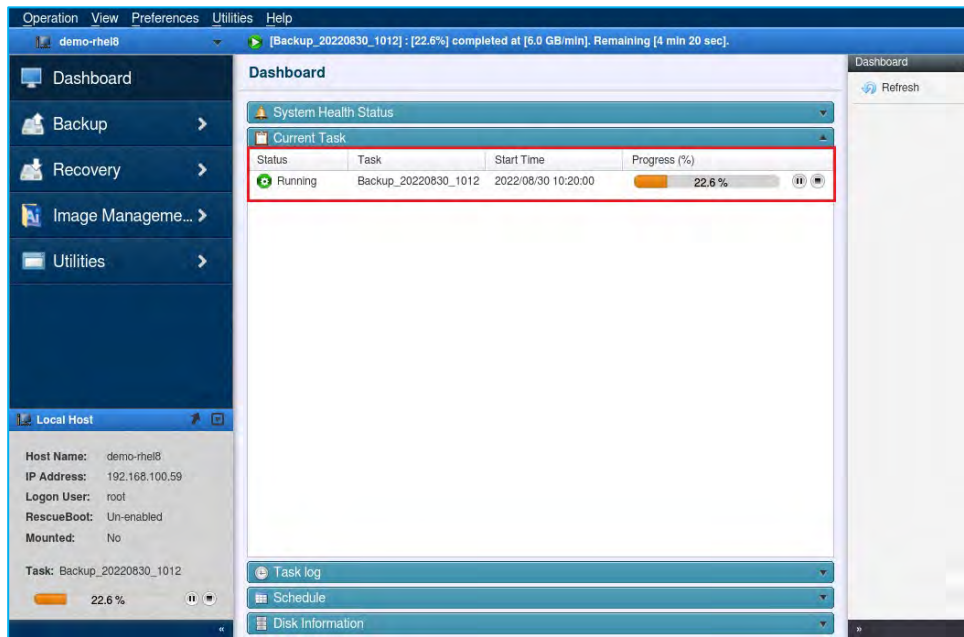 Operation View Preferences Utilities Help
demo-rhel8
[Backup_20220830_1012] : [22.6%] completed at [6.0 GB/min]. Remaining [4 min 20 sec].
Dashboard
Backup
Recovery
Image Manageme...
Utilities
Local Host
Host Name: demo-rhel8
IP Address: 192.168.100.59
Logon User: root
RescueBoot: Un-enabled
Mounted: No
Task: Backup_20220830_1012
22.6 %
«
Dashboard
System Health Status
Current Task
Status Task Start Time Progress (%)
Running Backup_20220830_1012 2022/08/30 10:20:00 22.6 %
Task log
Schedule
Disk Information
Dashboard
Refresh
»